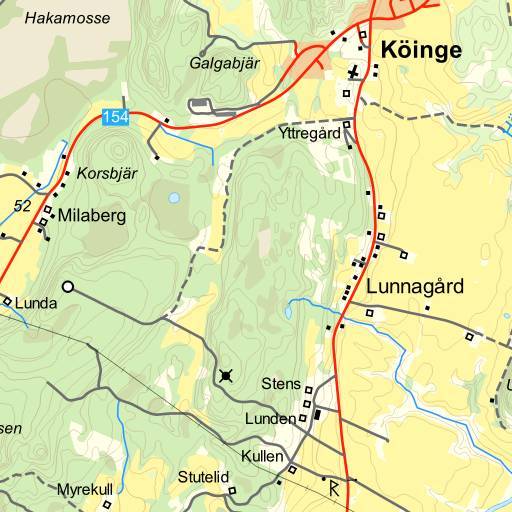 Hakamosse
Köinge
Galgabjär
154
Yttregård
Korsbjär
52
Milaberg
Lunnagård
Lunda
Stens
Lunden
sen
Kullen
Stutelid
Myrekull
R